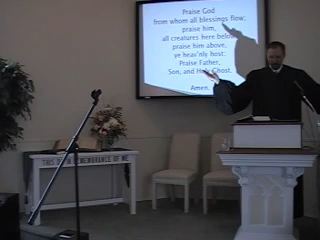 Praise God
from whom all blessings flow;
praise him,
all creatures here below
praise him above,
ye heav'nly host:
Praise Father,
Son, and Holy Ghost.
Amen.
THIS DO IN REMEMBRANCE OF ME